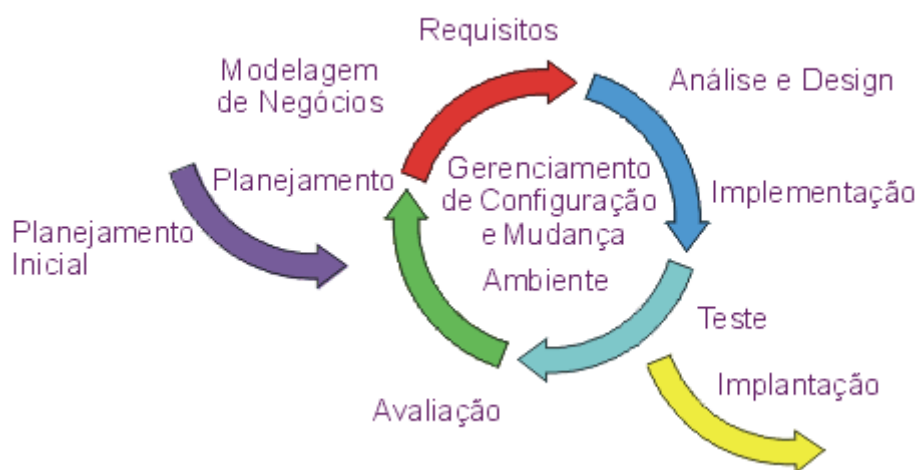 Requisitos
Modelagem
de Negócios
Análise e Design
Planejamento
Gerenciamento
de Configuração
e Mudança
Implementação
Planejamento
Inicial
Ambiente
Teste
Implantação
Avaliação